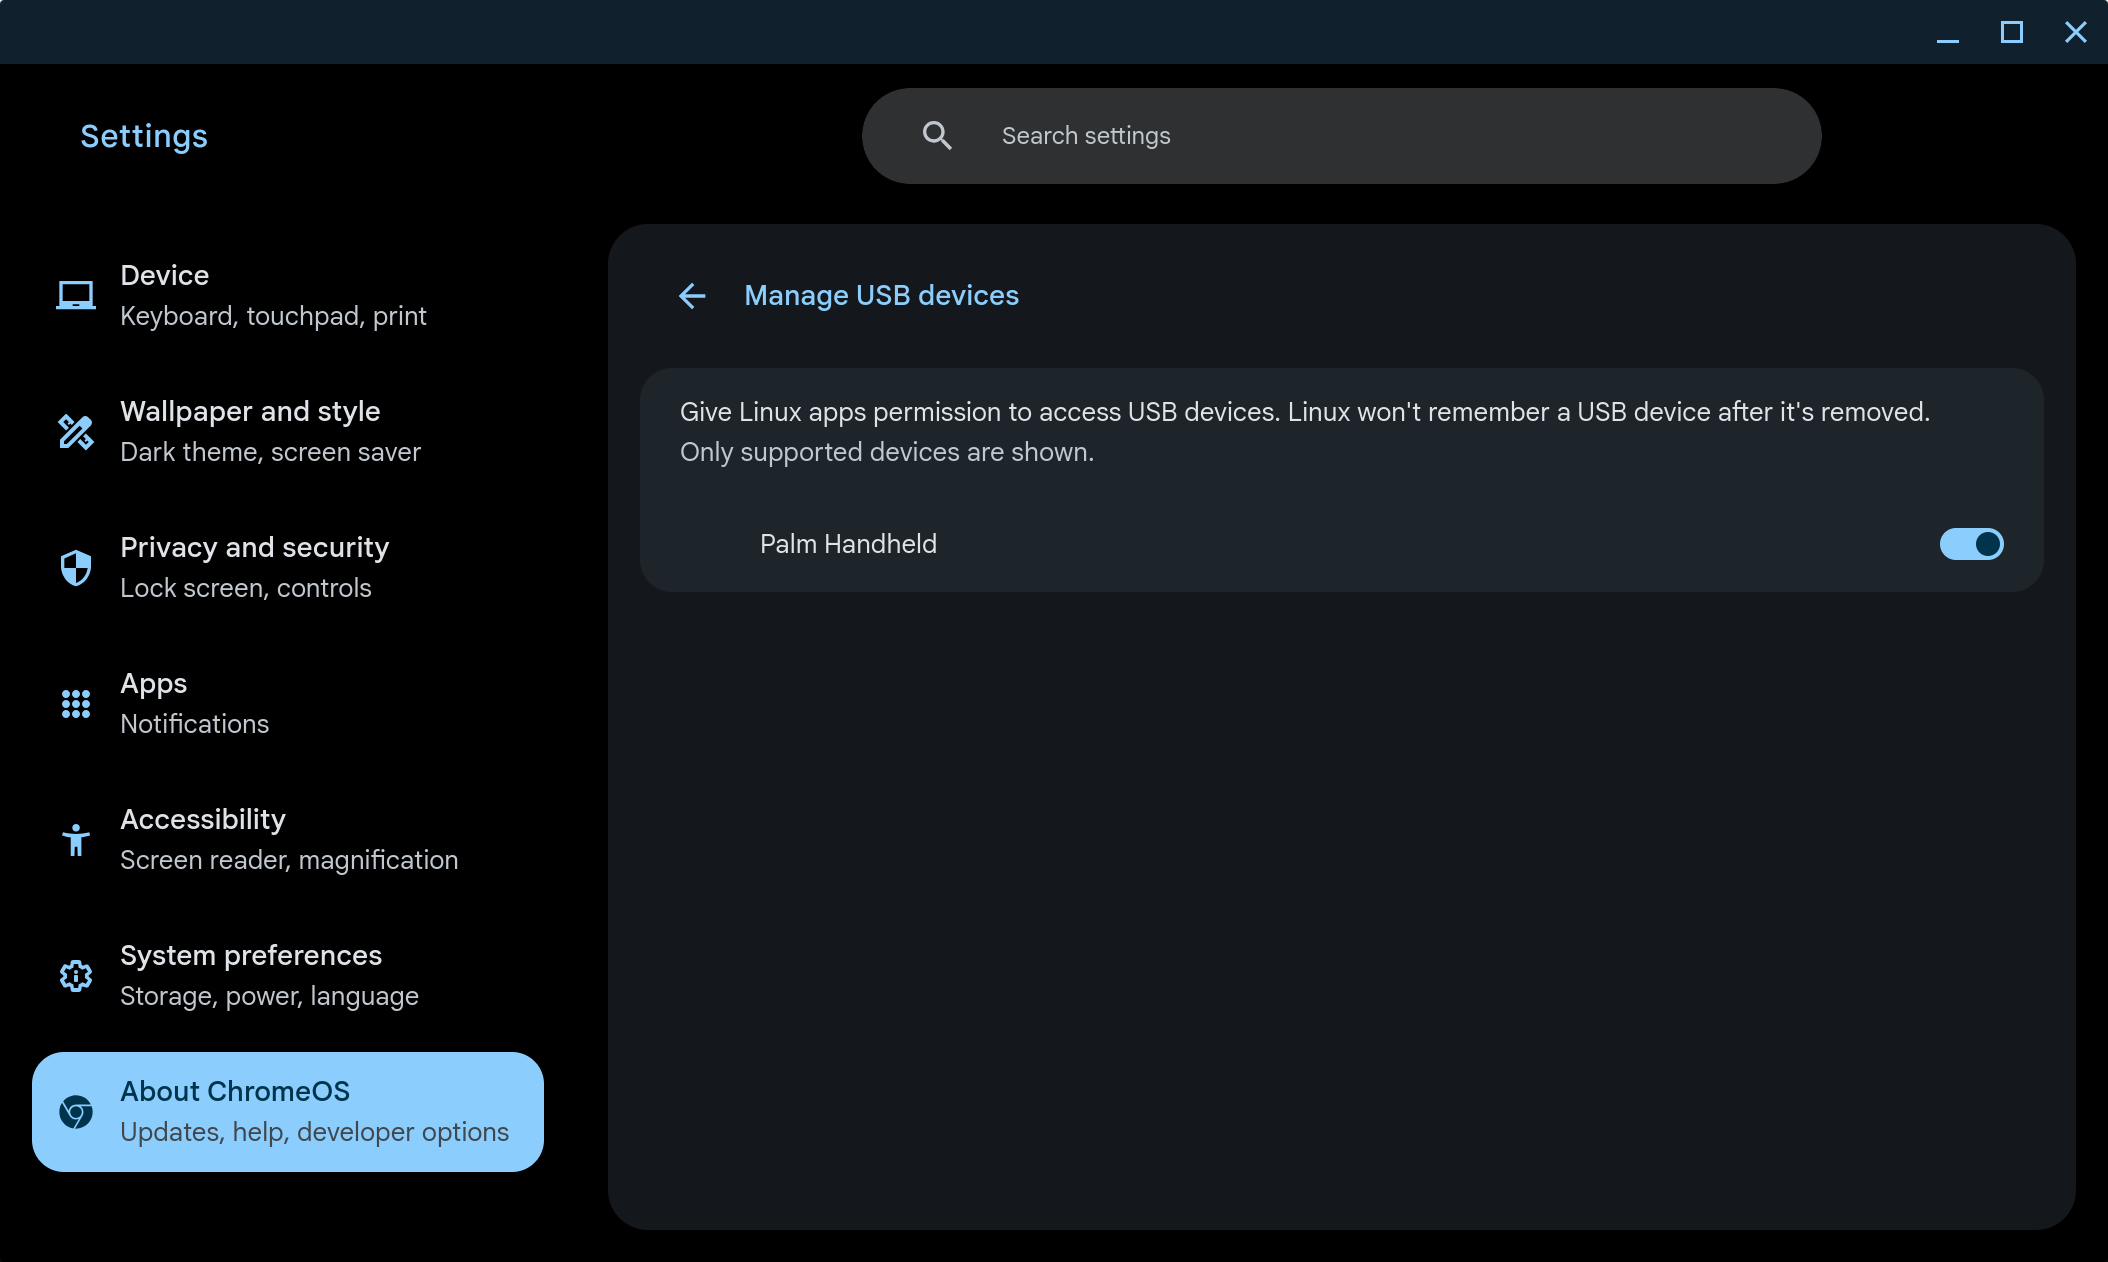 Settings
Search settings
Device
Keyboard, touchpad, print
Wallpaper and style
Dark theme, screen saver
Privacy and security
Lock screen, controls
Apps
Notifications
Accessibility
Screen reader, magnification
System preferences
Storage, power, language
About ChromeOS
Updates, help, developer options
Manage USB devices
Give Linux apps permission to access USB devices. Linux won't remember a USB device after it's removed.
Only supported devices are shown.
Palm Handheld